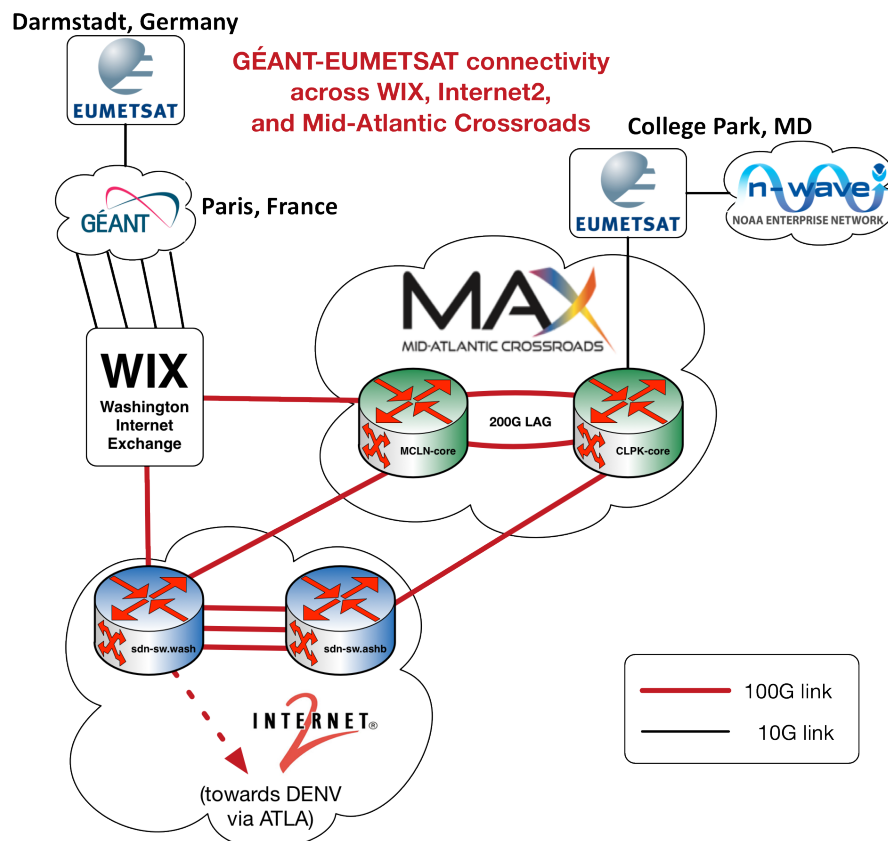 Darmstadt, Germany
EUMETSAT
GÉANT-EUMETSAT connectivity
across WIX, Internet2,
and Mid-Atlantic Crossroads
College Park, MD
EUMETSAT
n-wave
NOAA ENTERPRISE NETWORK
GÉANT
Paris, France
MAX
MID-ATLANTIC CROSSROADS
WIX
Washington
Internet
Exchange
200G LAG
MCLN-core
CLPK-core
sdn-sw.wash
sdn-sw.ashb
INTERNET®
2
(towards DENV
via ATLA)
100G link
10G link